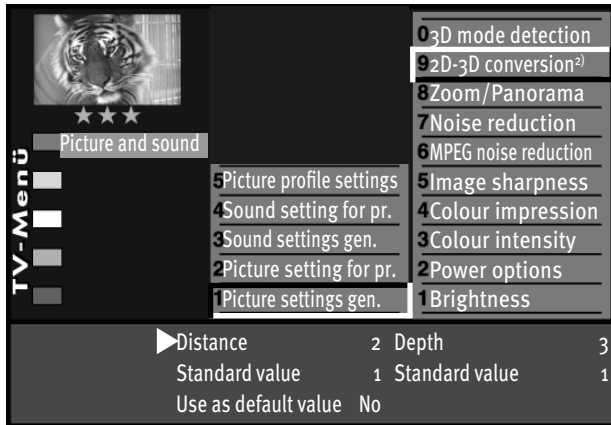 TV-Menü
Picture and sound
5Picture profile settings
4Sound setting for pr.
3Sound settings gen.
2Picture setting for pr.
1Picture settings gen.
03D mode detection
92D-3D conversion2)
8Zoom/Panorama
7Noise reduction
6MPEG noise reduction
5Image sharpness
4Colour impression
3Colour intensity
2Power options
1Brightness
Distance 2 Depth 3
Standard value 1 Standard value 1
Use as default value No